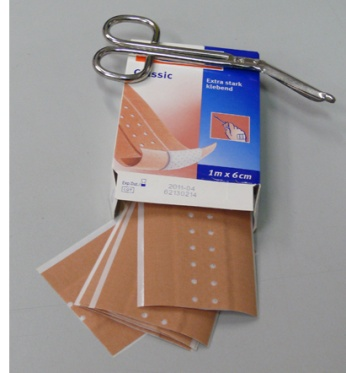 Classic
Extra stark
klebend
1m x 6cm
2011-04